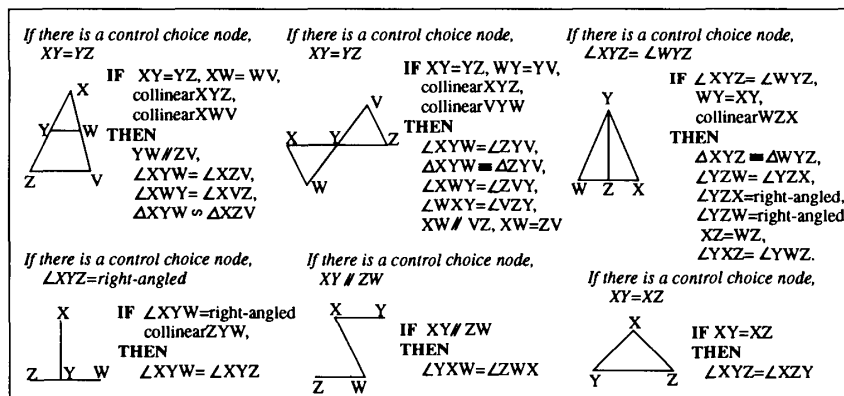 If there is a control choice node,
XY=YZ
X
Y
W
Z
V
IF XY=YZ, XW=WV,
collinearXYZ,
collinearXWV
THEN
YW//ZV,
∠XYW=∠XZV,
∠XWY=∠XVZ,
ΔXYW ∽ ΔXZV
If there is a control choice node,
XY=YZ
V
X
Y
Z
W
IF XY=YZ, WY=YV,
collinearXYZ,
collinearVYW
THEN
∠XYW=∠ZYV,
ΔXYW≡ΔZYV,
∠XWY=∠ZVY,
∠WXY=∠VZY,
XW// VZ, XW=ZV
If there is a control choice node,
∠XYZ= ∠WYZ
Y
W
Z
X
IF ∠XYZ=∠WYZ,
WY=XY,
collinearWZX
THEN
ΔXYZ≡ΔWYZ,
∠YZW=∠YZX,
∠YZX=right-angled,
∠YZW=right-angled
XZ=WZ,
∠YXZ=∠YWZ.
If there is a control choice node,
∠XYZ=right-angled
X
Z
Y
W
IF ∠XYW=right-angled
collinearZYW,
THEN
∠XYW=∠XYZ
If there is a control choice node,
XY // ZW
X
Y
Z
W
IF XY// ZW
THEN
∠YXW=∠ZWX
If there is a control choice node,
XY=XZ
X
Y
Z
IF XY=XZ
THEN
∠XYZ=∠XZY